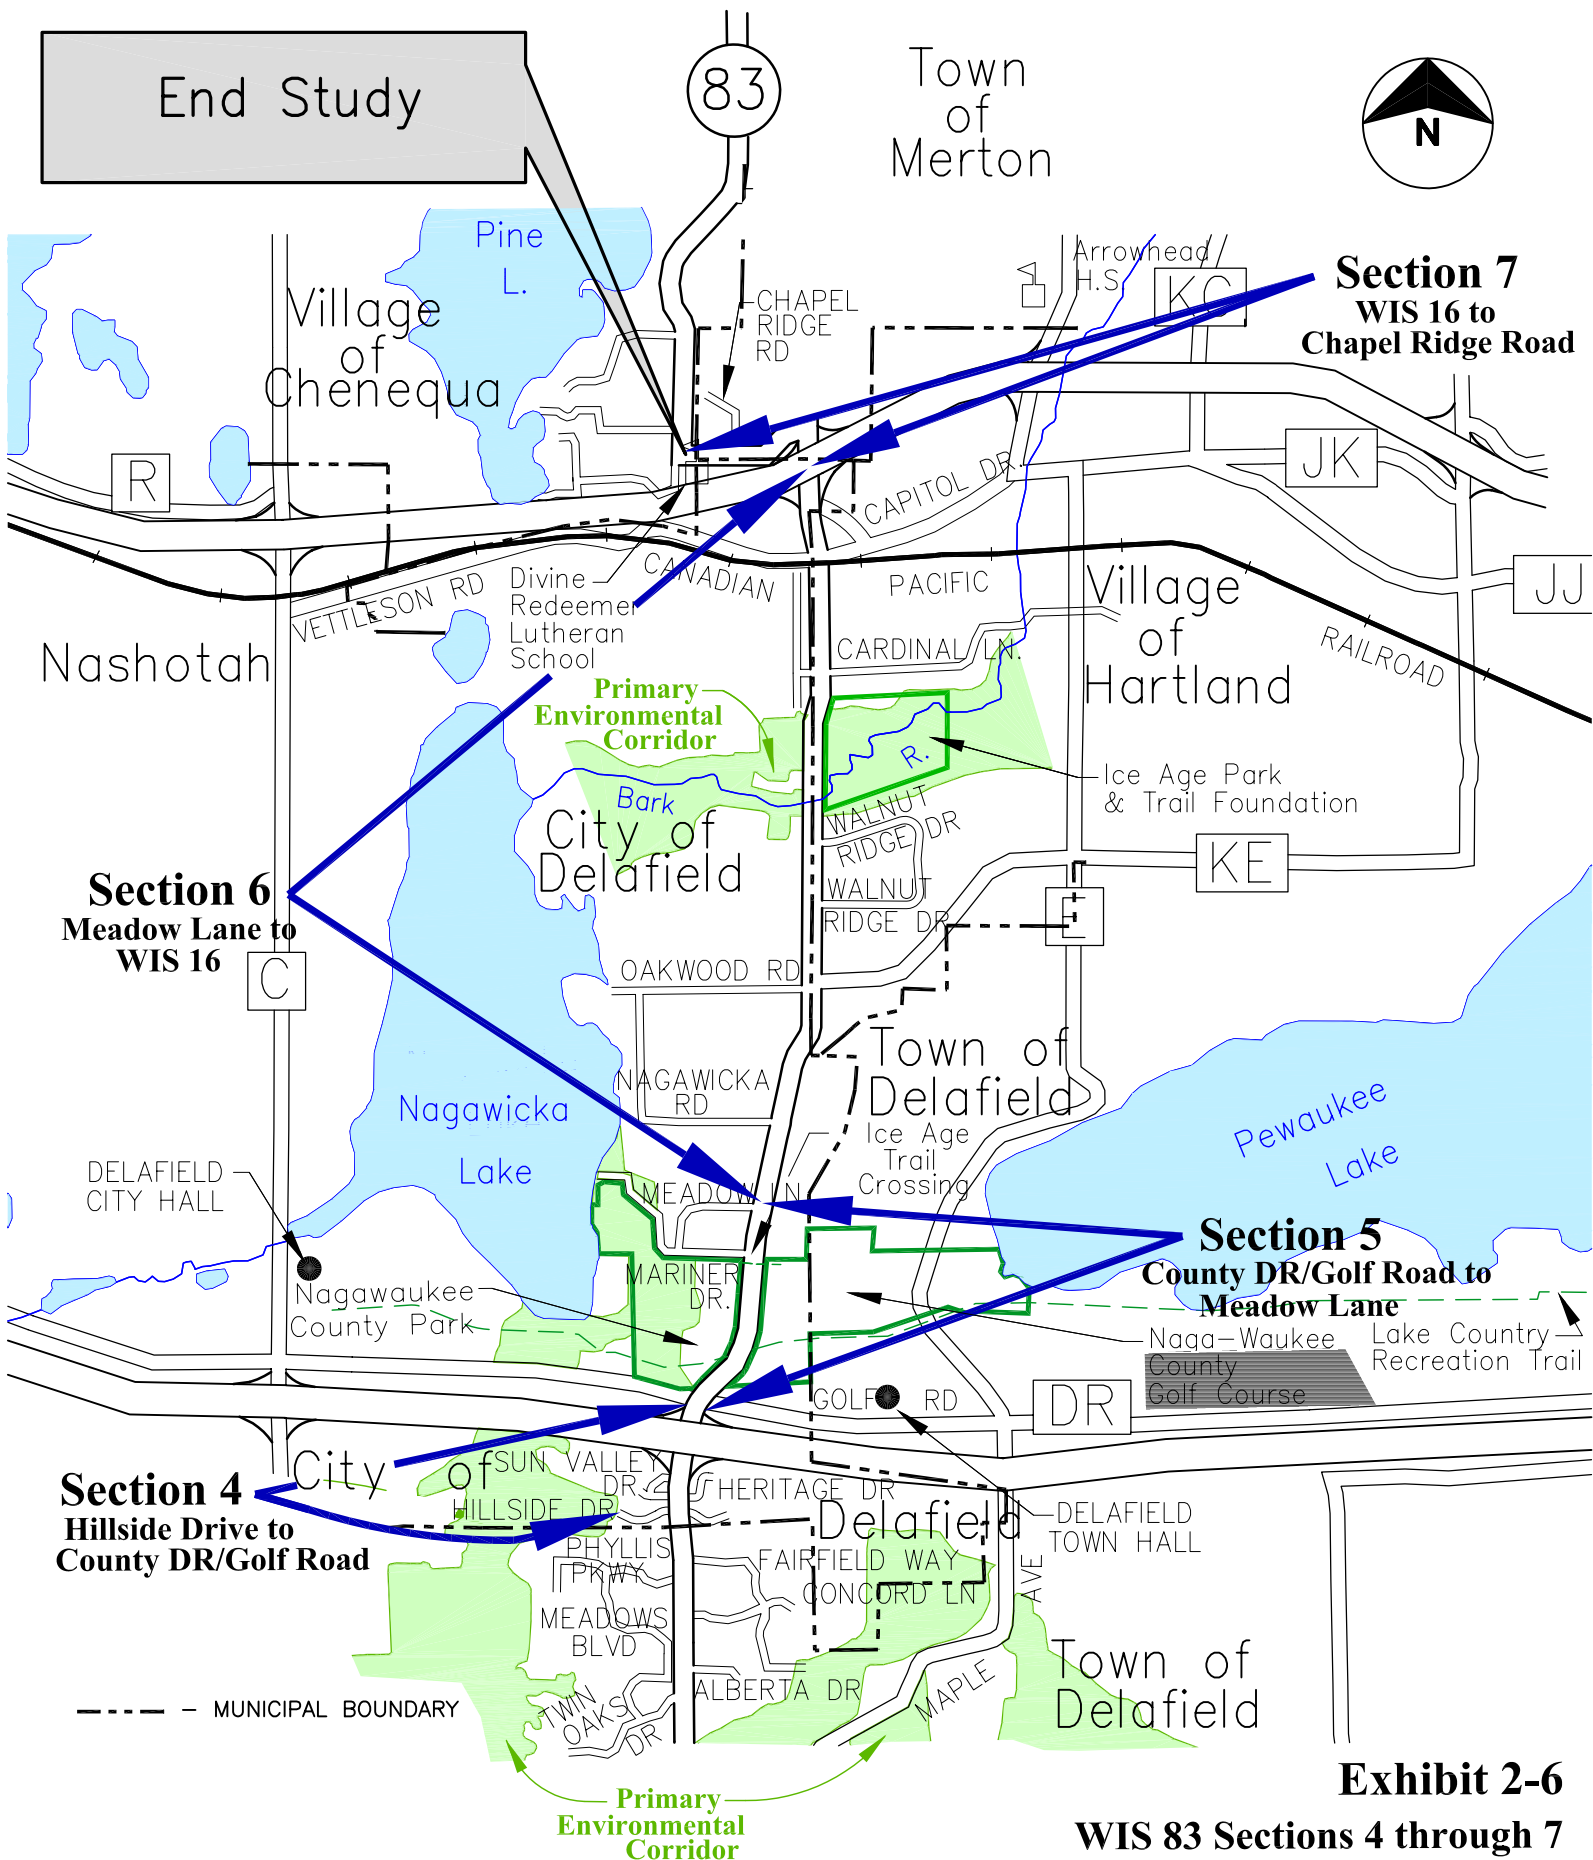 End Study
83
Town
of
Merton
N
Pine
L.
Village
of
Chenequa
CHAPEL
RIDGE
RD
Arrowhead
H.S.
KC
Section 7
WIS 16 to
Chapel Ridge Road
R
JK
CAPITOL DR.
VETTLESON RD
Divine
Redeemer
Lutheran
School
CANADIAN
PACIFIC
RAILROAD
JJ
Village
of
Hartland
Nashotah
CARDINAL LN.
Primary
Environmental
Corridor
R.
Bark
Ice Age Park
& Trail Foundation
City of
Delafield
WALNUT
RIDGE DR
WALNUT
RIDGE DR
KE
E
Section 6
Meadow Lane to
WIS 16
C
OAKWOOD RD
Town of
Delafield
NAGAWICKA
RD
Nagawicka
Lake
Ice Age
Trail
Crossing
Pewaukee
Lake
DELAFIELD
CITY HALL
MEADOW LN
Section 5
County DR/Golf Road to
Meadow Lane
MARINER
DR.
Nagawaukee
County Park
Naga-Waukee
County
Golf Course
Lake Country
Recreation Trail
GOLF RD
DR
City of
SUN VALLEY
DR
HERITAGE DR
Section 4
Hillside Drive to
County DR/Golf Road
HILLSIDE DR
Delafield
DELAFIELD
TOWN HALL
PHYLLIS
PKWY
FAIRFIELD WAY
CONCORD LN
MEADOWS
BLVD
MAPLE AVE
ALBERTA DR
TWIN
OAKS
DR
Town of
Delafield
- MUNICIPAL BOUNDARY
Primary
Environmental
Corridor
Exhibit 2-6
WIS 83 Sections 4 through 7